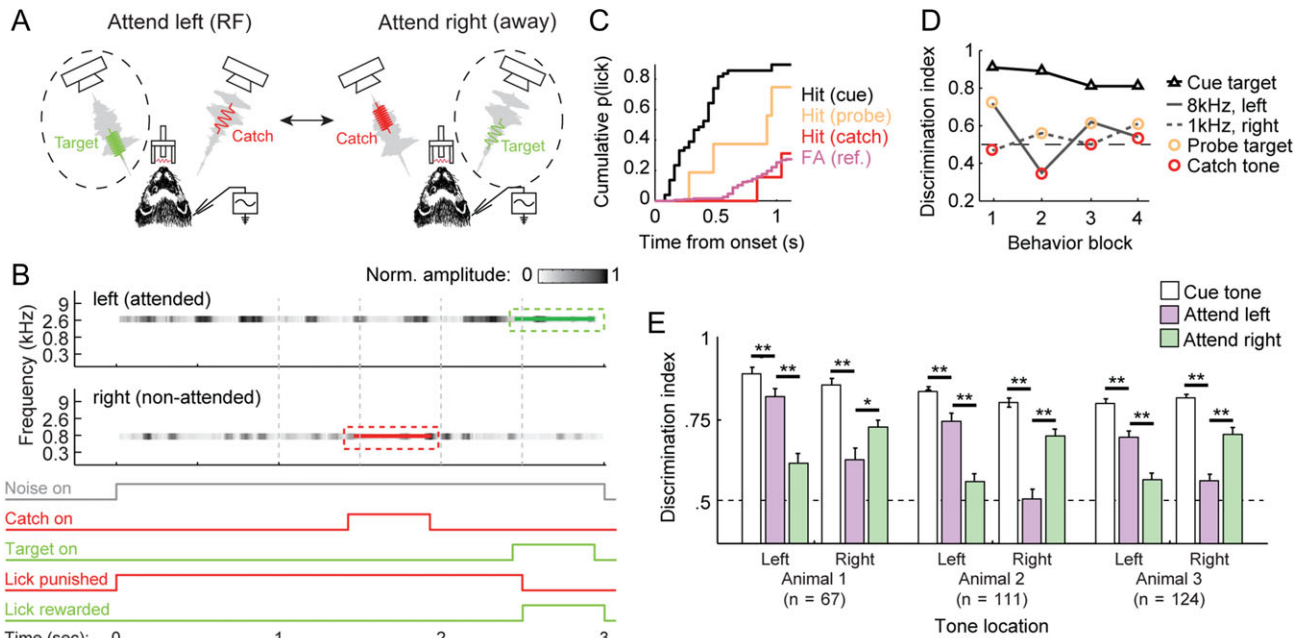 A
Attend left (RF)
Attend right (away)
Target
Catch
Catch
Target
B
Norm. amplitude: 0 1
left (attended)
9
2.6
0.8
0.3
right (non-attended)
9
2.6
0.8
0.3
Frequency (kHz)
Noise on
Catch on
Target on
Lick punished
Lick rewarded
Time (sec): 0 1 2 3
C
Cumulative p(lick)
0.8
0.6
0.4
0.2
0
0 0.5 1
Time from onset (s)
Hit (cue)
Hit (probe)
Hit (catch)
FA (ref.)
D
Discrimination index
1
0.8
0.6
0.4
0.2
1 2 3 4
Behavior block
Cue target
8kHz, left
1kHz, right
Probe target
Catch tone
E
Cue tone
Attend left
Attend right
Discrimination index
1
.75
.5
** ** ** * ** ** ** ** ** ** ** **
Left Right Left Right Left Right
Animal 1 Animal 2 Animal 3
(n = 67) (n = 111) (n = 124)
Tone location